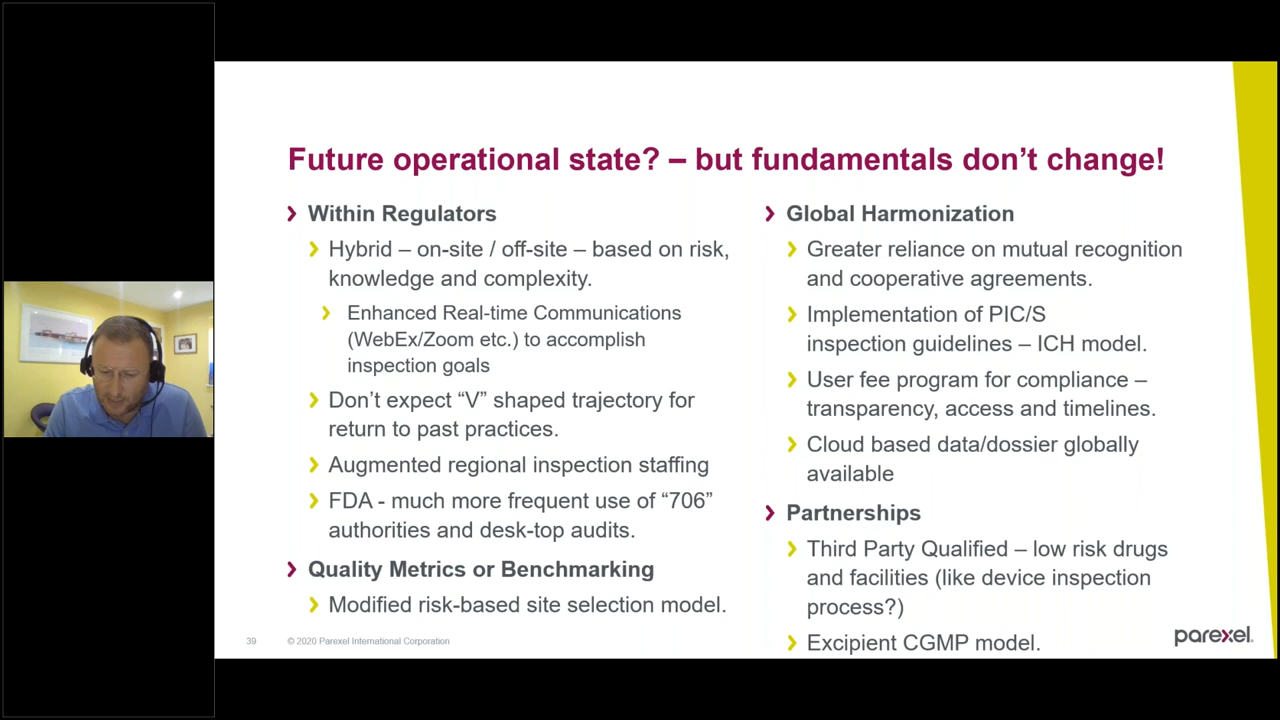 Future operational state? – but fundamentals don’t change!
Within Regulators
Hybrid – on-site / off-site – based on risk,
knowledge and complexity.
Enhanced Real-time Communications
(WebEx/Zoom etc.) to accomplish
inspection goals
Don’t expect “V” shaped trajectory for
return to past practices.
Augmented regional inspection staffing
FDA - much more frequent use of “706”
authorities and desk-top audits.
Quality Metrics or Benchmarking
Modified risk-based site selection model.
Global Harmonization
Greater reliance on mutual recognition
and cooperative agreements.
Implementation of PIC/S
inspection guidelines – ICH model.
User fee program for compliance –
transparency, access and timelines.
Cloud based data/dossier globally
available
Partnerships
Third Party Qualified – low risk drugs
and facilities (like device inspection
process?)
Excipient CGMP model.
39
© 2020 Parexel International Corporation
parexel.